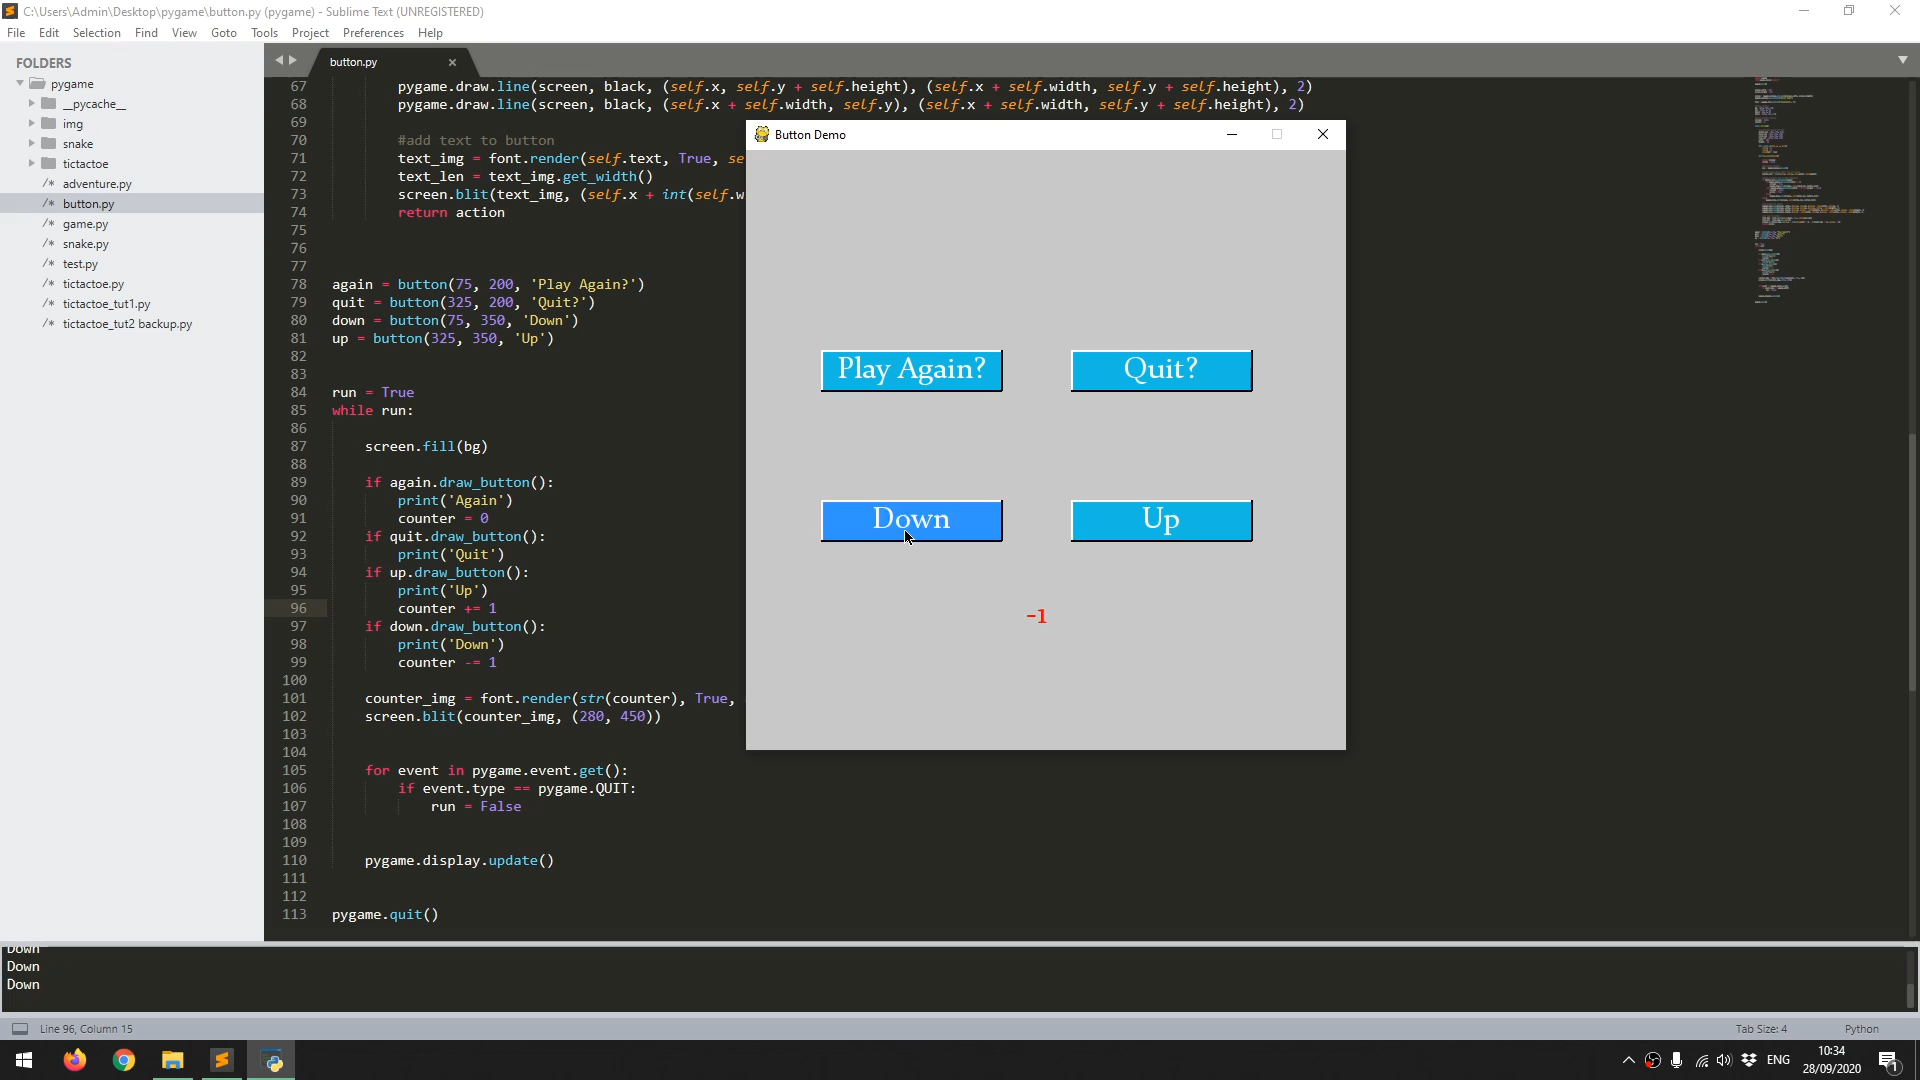 C:\Users\Admin\Desktop\pygame\button.py (pygame) - Sublime Text (UNREGISTERED)
File Edit Selection Find View Goto Tools Project Preferences Help
FOLDERS
pygame
__pycache__
img
snake
tictactoe
/* adventure.py
/* button.py
/* game.py
/* snake.py
/* test.py
/* tictactoe.py
/* tictactoe_tut1.py
/* tictactoe_tut2 backup.py
button.py
67 pygame.draw.line(screen, black, (self.x, self.y + self.height), (self.x + self.width, self.y + self.height), 2)
68 pygame.draw.line(screen, black, (self.x + self.width, self.y), (self.x + self.width, self.y + self.height), 2)
69
70 #add text to button
71 text_img = font.render(self.text, True, se
72 text_len = text_img.get_width()
73 screen.blit(text_img, (self.x + int(self.w
74 return action
75
76
77
78 again = button(75, 200, 'Play Again?')
79 quit = button(325, 200, 'Quit?')
80 down = button(75, 350, 'Down')
81 up = button(325, 350, 'Up')
82
83
84 run = True
85 while run:
86
87 screen.fill(bg)
88
89 if again.draw_button():
90 print('Again')
91 counter = 0
92 if quit.draw_button():
93 print('Quit')
94 if up.draw_button():
95 print('Up')
96 counter += 1
97 if down.draw_button():
98 print('Down')
99 counter -= 1
100
101 counter_img = font.render(str(counter), True,
102 screen.blit(counter_img, (280, 450))
103
104
105 for event in pygame.event.get():
106 if event.type == pygame.QUIT:
107 run = False
108
109
110 pygame.display.update()
111
112
113 pygame.quit()
Button Demo
Play Again? Quit?
Down Up
-1
Down
Down
Down
Line 96, Column 15 Tab Size: 4 Python
ENG 10:34
28/09/2020
1